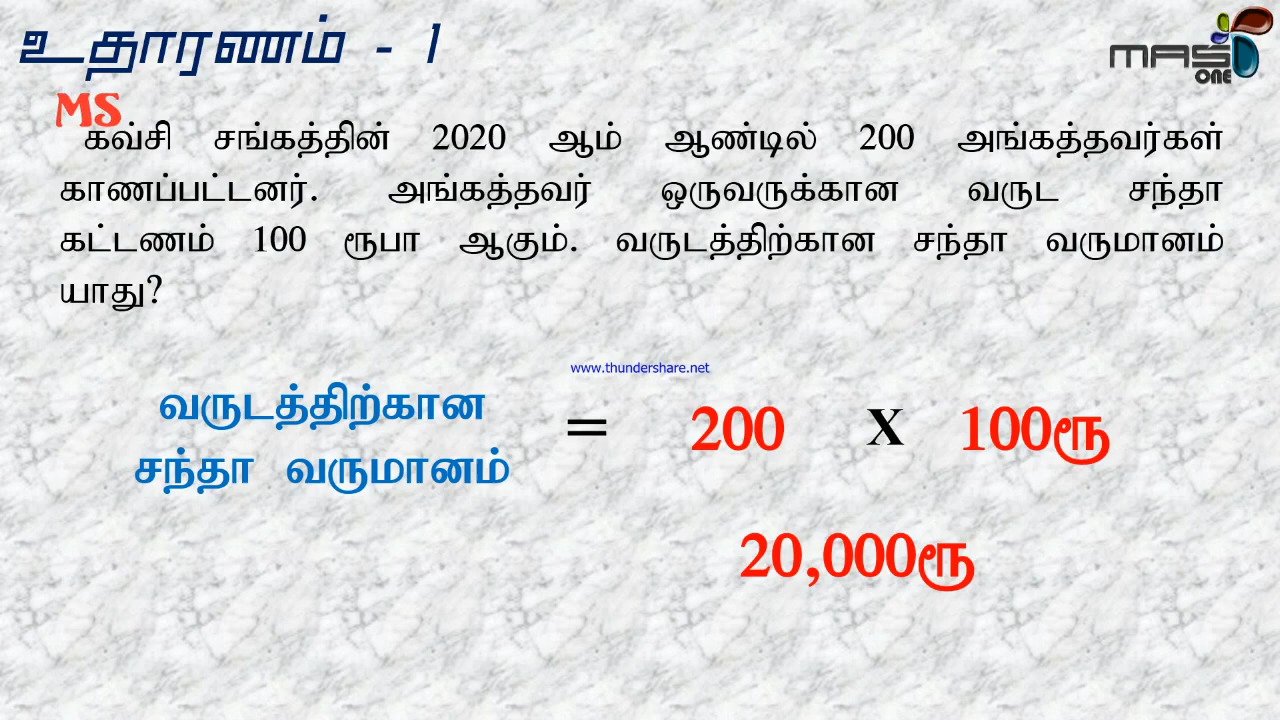 உதாரணம் - 1
MAS
ONE
MS
கவ்சி சங்கத்தின் 2020 ஆம் ஆண்டில் 200 அங்கத்தவர்கள்
காணப்பட்டனர். அங்கத்தவர் ஒருவருக்கான வருட சந்தா
கட்டணம் 100 ரூபா ஆகும். வருடத்திற்கான சந்தா வருமானம்
யாது?
www.thundershare.net
வருடத்திற்கான
சந்தா வருமானம் = 200 X 100ரூ
20,000ரூ